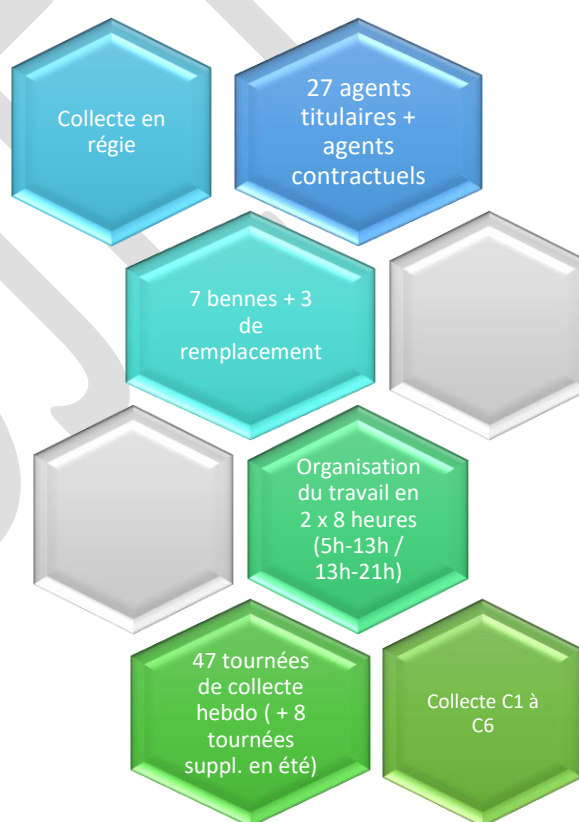 Collecte en
régie
27 agents
titulaires +
agents
contractuels
7 bennes + 3
de
remplacement
Organisation
du travail en
2 x 8 heures
(5h-13h /
13h-21h)
47 tournées
de collecte
hebdo ( + 8
tournées
suppl. en été)
Collecte C1 à
C6